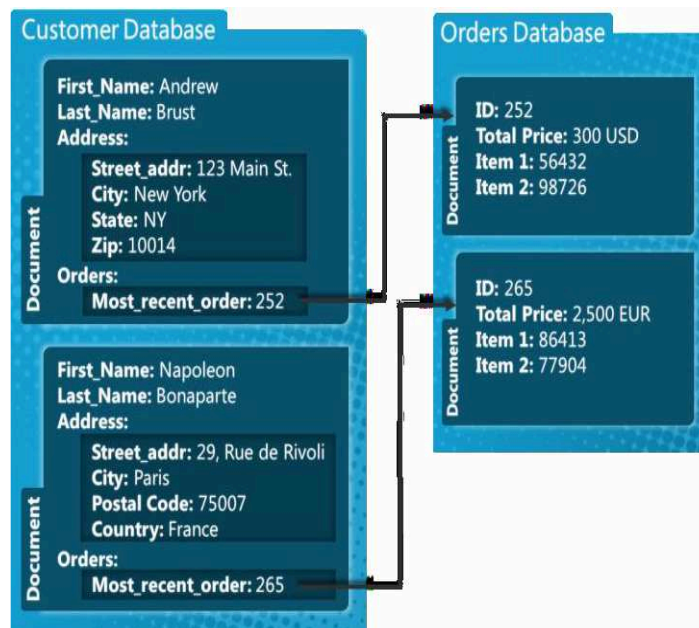 Customer Database
Document
First_Name: Andrew
Last_Name: Brust
Address:
Street_addr: 123 Main St.
City: New York
State: NY
Zip: 10014
Orders:
Most_recent_order: 252
Document
First_Name: Napoleon
Last_Name: Bonaparte
Address:
Street_addr: 29, Rue de Rivoli
City: Paris
Postal Code: 75007
Country: France
Orders:
Most_recent_order: 265
Orders Database
Document
ID: 252
Total Price: 300 USD
Item 1: 56432
Item 2: 98726
Document
ID: 265
Total Price: 2,500 EUR
Item 1: 86413
Item 2: 77904